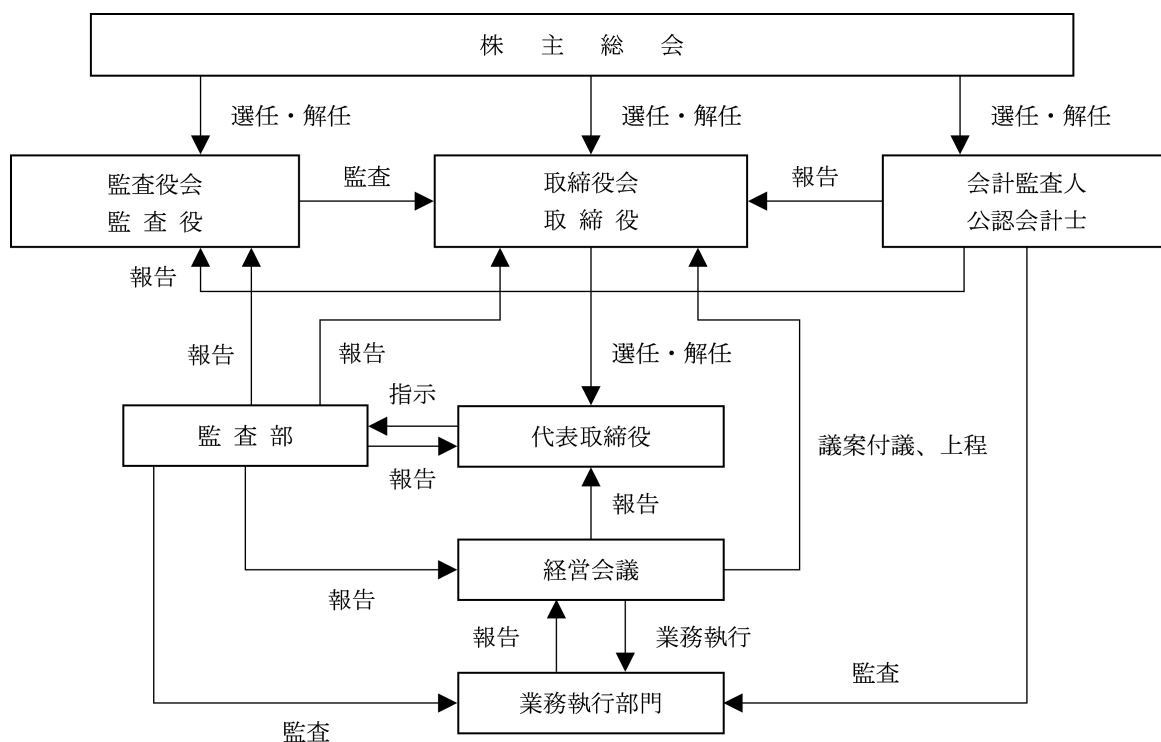 株主総会
選任・解任
選任・解任
選任・解任
監査役会
監査役
監査
取締役会
取締役
報告
会計監査人
公認会計士
報告
報告
報告
選任・解任
指示
監査部
代表取締役
議案付議、上程
報告
報告
経営会議
報告
報告
業務執行
監査
業務執行部門
監査